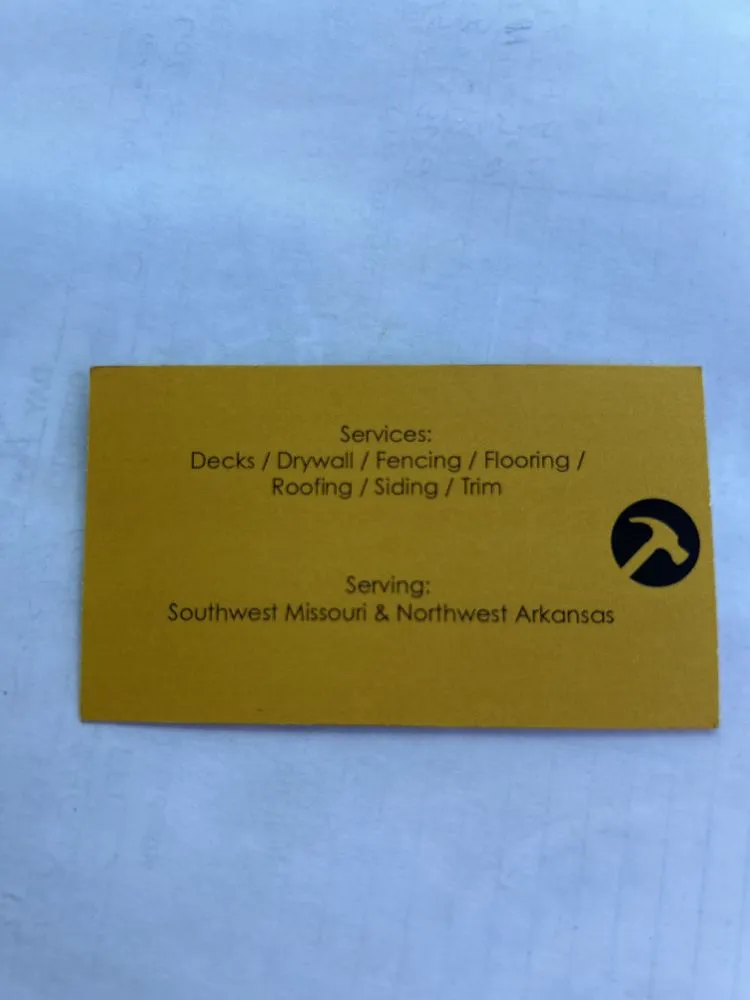 Services:
Decks / Drywall / Fencing / Flooring /
Roofing / Siding / Trim
Serving:
Southwest Missouri & Northwest Arkansas